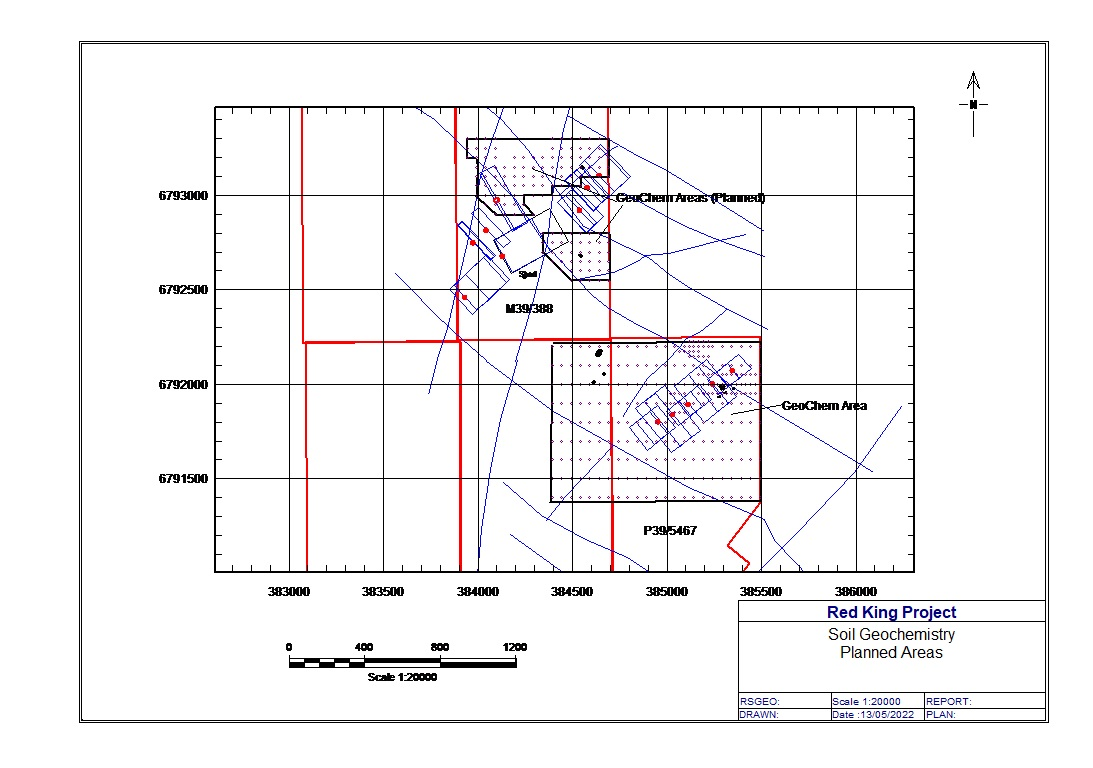 N
6793000
GeoChem Areas (Planned)
6792500
M39/388
6792000
GeoChem Area
6791500
P39/5467
383000 383500 384000 384500 385000 385500 386000
0 400 800 1200
Scale 1:20000
Red King Project
Soil Geochemistry
Planned Areas
RSGEO: Scale 1:20000 REPORT:
DRAWN: Date :13/05/2022 PLAN: